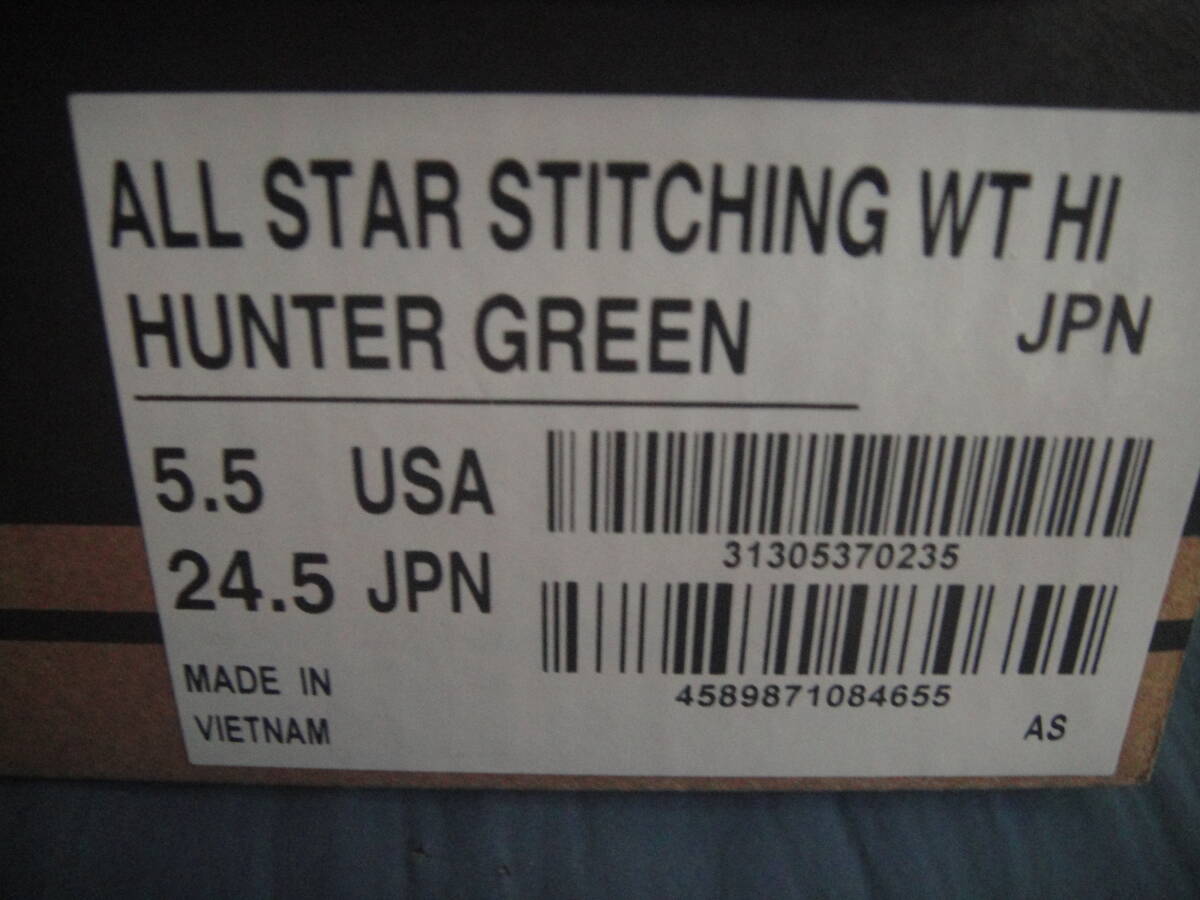 ALL STAR STITCHING WT HI
HUNTER GREEN JPN
5.5 USA
24.5 JPN
31305370235
4589871084655
MADE IN
VIETNAM
AS